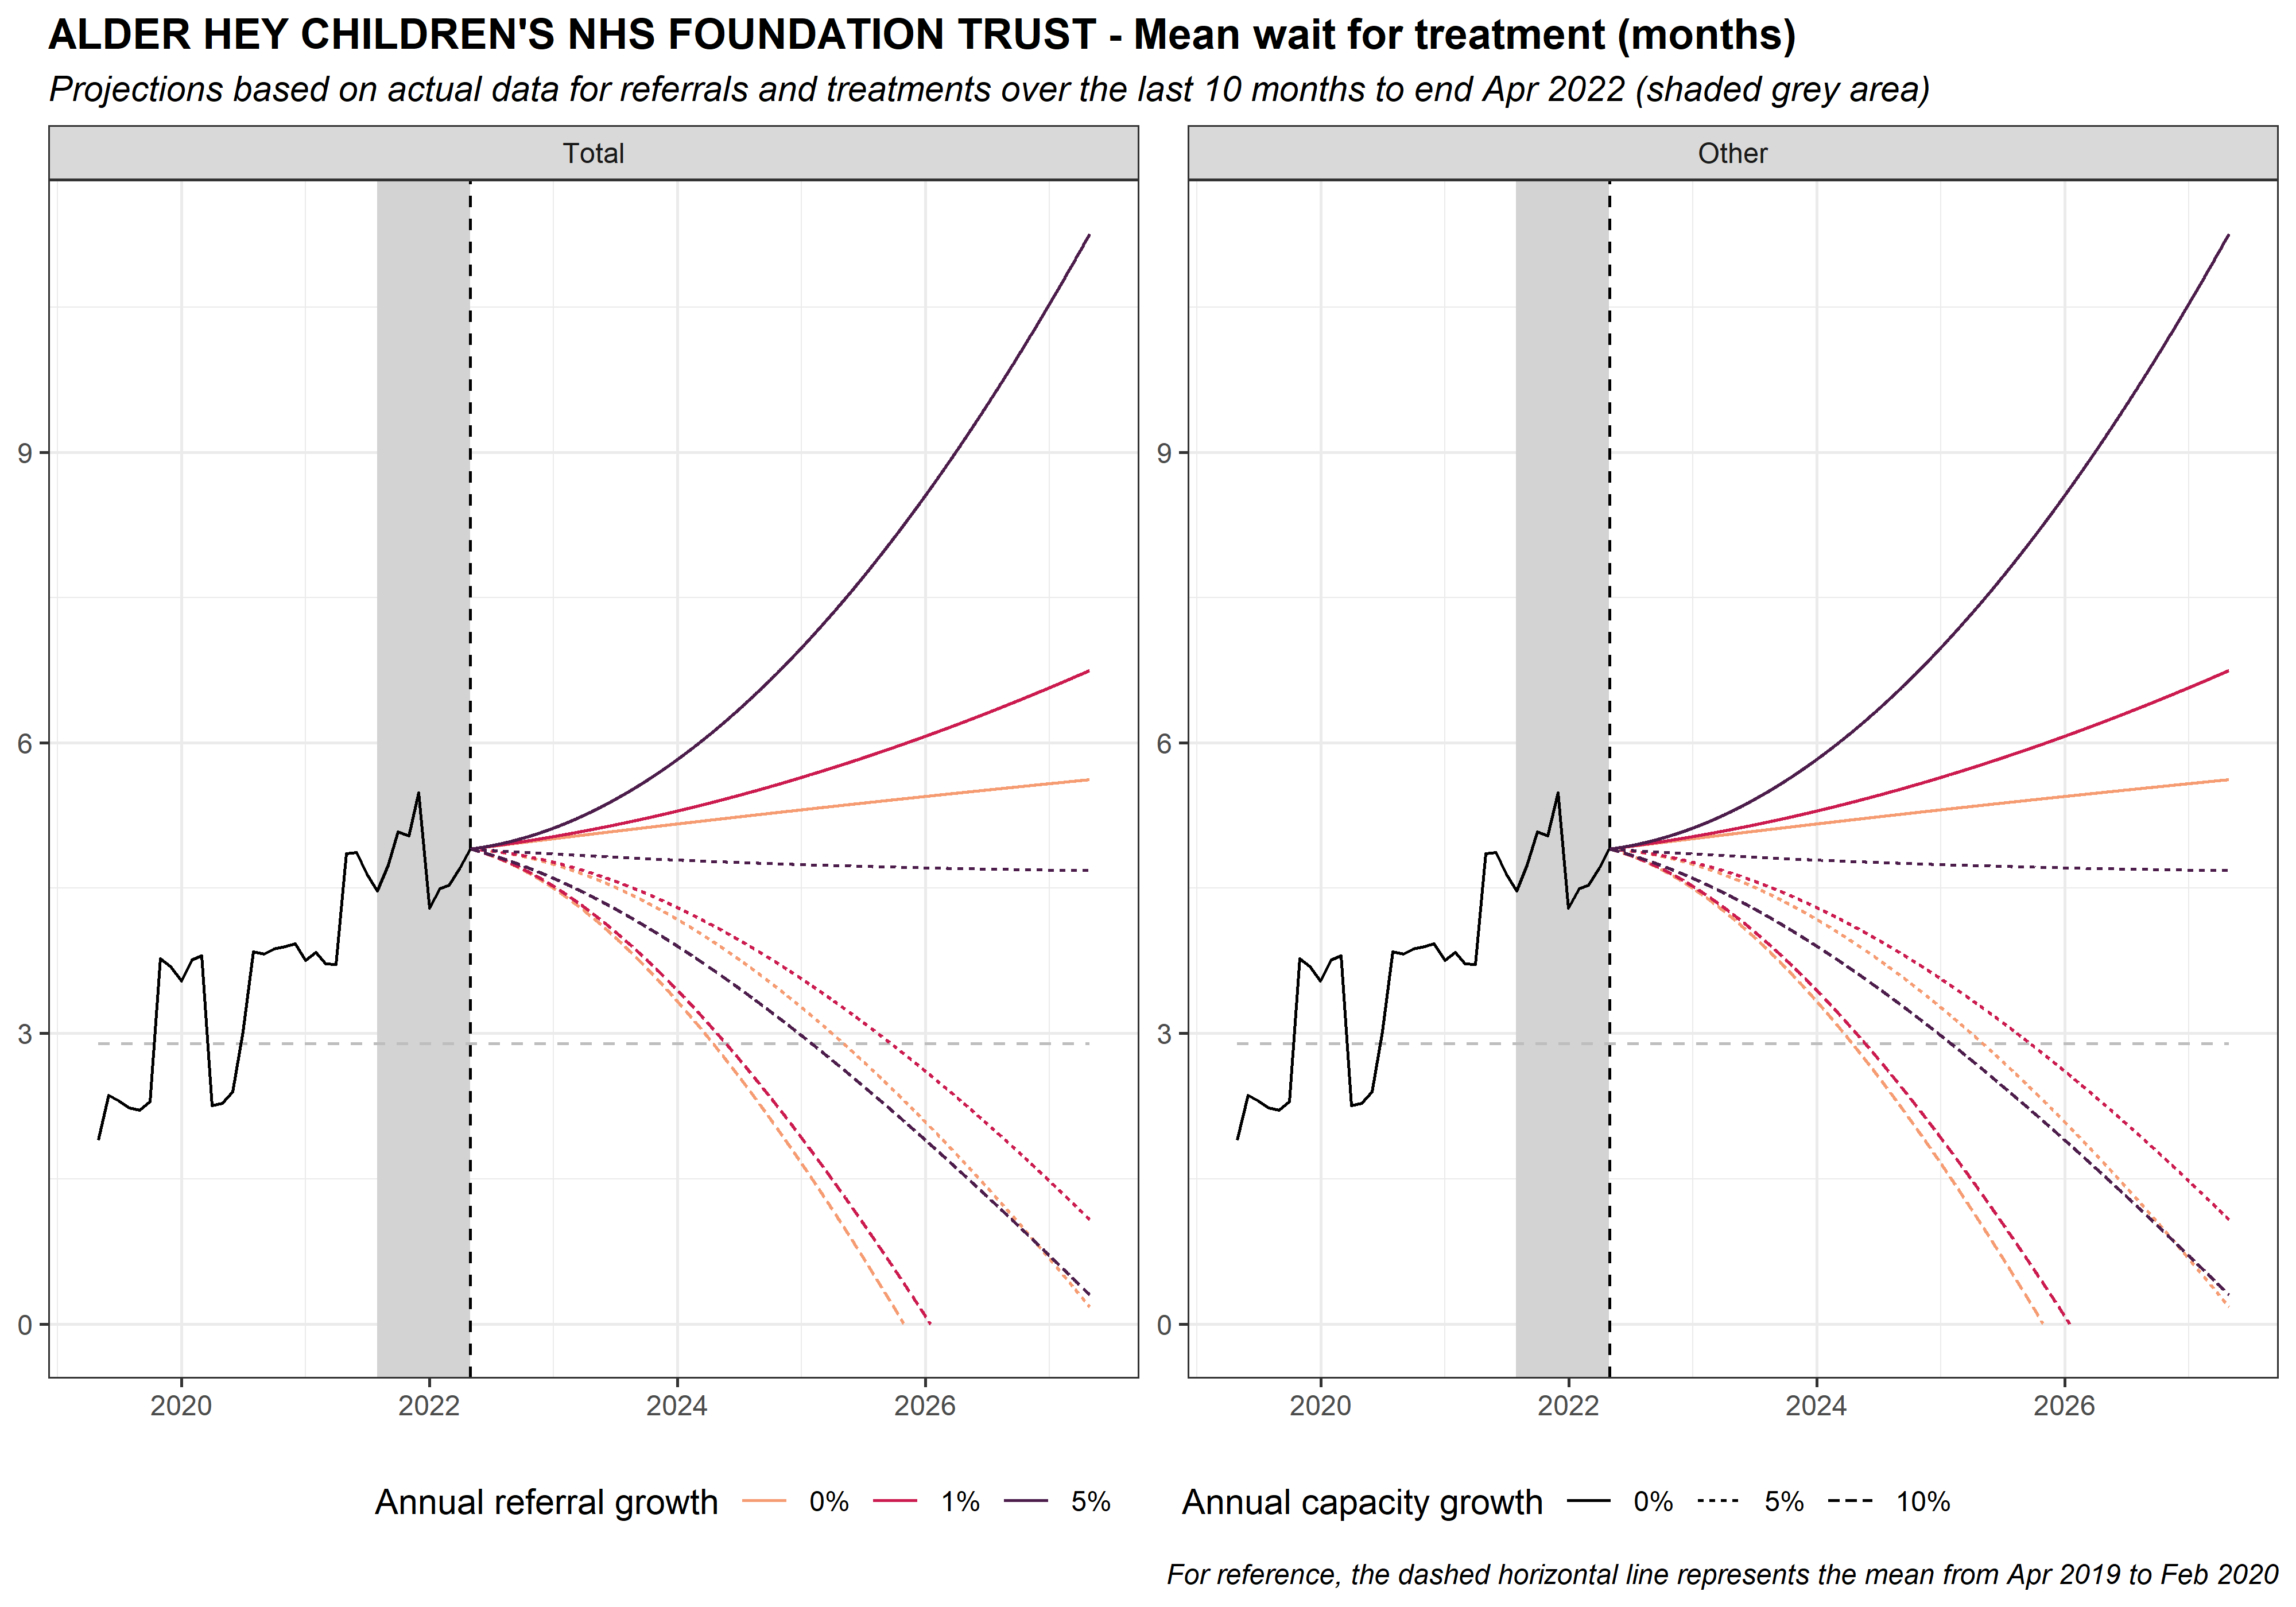 ALDER HEY CHILDREN'S NHS FOUNDATION TRUST - Mean wait for treatment (months)
Projections based on actual data for referrals and treatments over the last 10 months to end Apr 2022 (shaded grey area)
Total
Other
9
6
3
0
9
6
3
0
2020 2022 2024 2026
2020 2022 2024 2026
Annual referral growth 0% 1% 5%
Annual capacity growth 0% 5% 10%
For reference, the dashed horizontal line represents the mean from Apr 2019 to Feb 2020